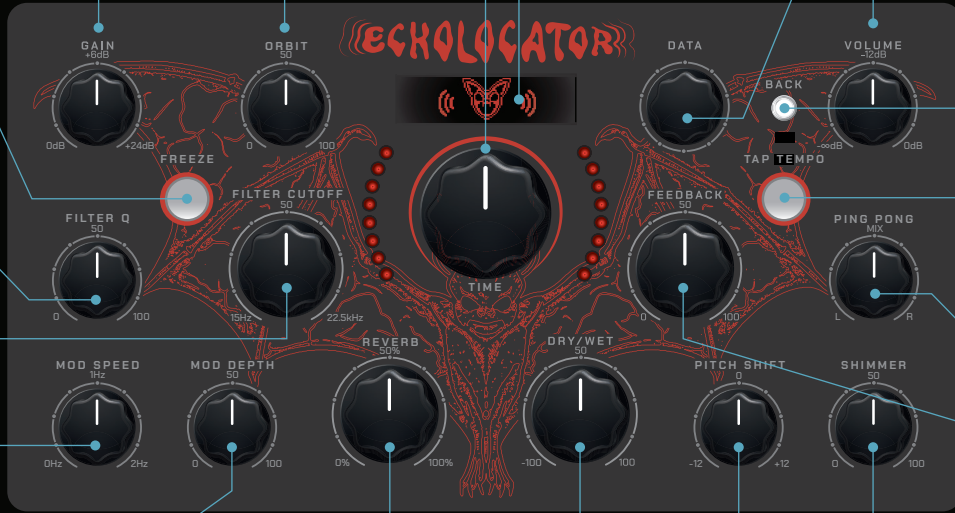 ECHOLOCATOR
GAIN
+6dB
0dB
+24dB
ORBIT
50
0
100
DATA
VOLUME
-12dB
-∞dB
0dB
BACK
FREEZE
TAP TEMPO
FILTER Q
50
0
100
FILTER CUTOFF
50
15Hz
22.5kHz
TIME
FEEDBACK
50
0
100
PING PONG
MIX
L
R
MOD SPEED
1Hz
0Hz
2Hz
MOD DEPTH
50
0
100
REVERB
50%
0%
100%
DRY/WET
50
-100
100
PITCH SHIFT
0
-12
+12
SHIMMER
50
0
100